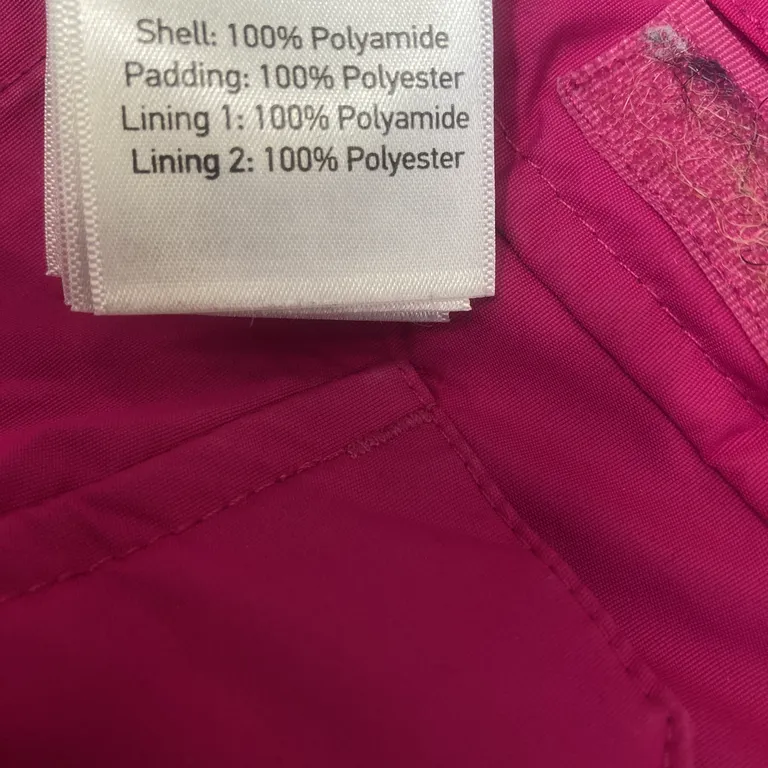 Shell: 100% Polyamide
Padding: 100% Polyester
Lining 1: 100% Polyamide
Lining 2: 100% Polyester